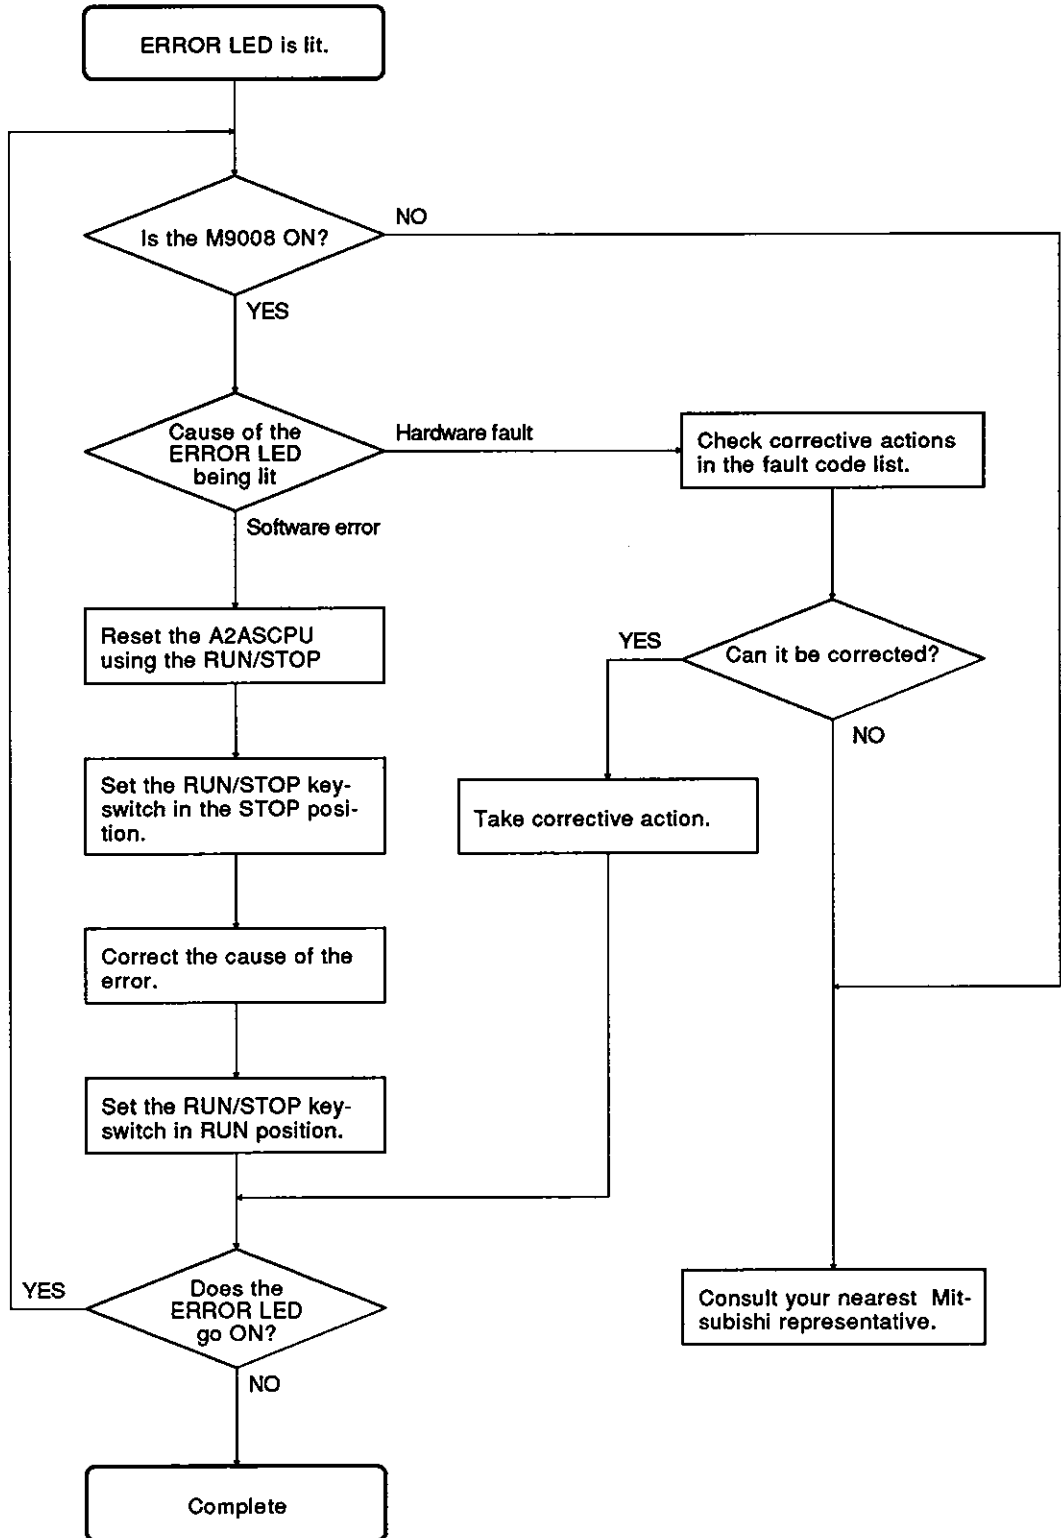 ERROR LED is lit.
Is the M9008 ON?
NO
YES
Cause of the
ERROR LED
being lit
Hardware fault
Software error
Check corrective actions
in the fault code list.
Reset the A2ASCPU
using the RUN/STOP
YES
Can it be corrected?
NO
Set the RUN/STOP key-
switch in the STOP posi-
tion.
Take corrective action.
Correct the cause of the
error.
Set the RUN/STOP key-
switch in RUN position.
YES
Does the
ERROR LED
go ON?
NO
Consult your nearest Mit-
subishi representative.
Complete